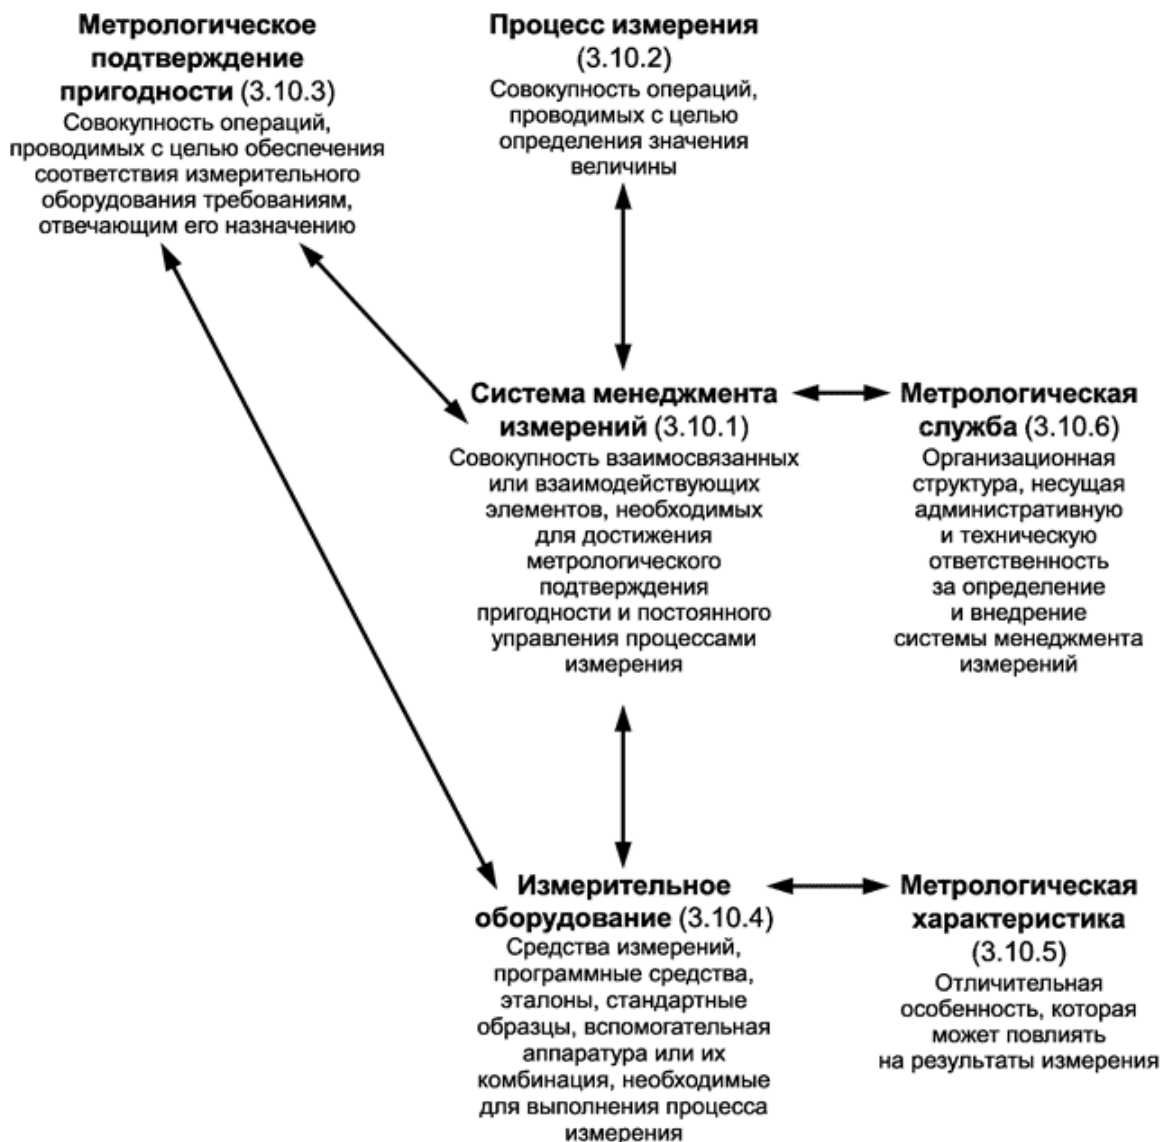 Метрологическое
подтверждение
пригодности (3.10.3)
Совокупность операций,
проводимых с целью обеспечения
соответствия измерительного
оборудования требованиям,
отвечающим его назначению
Процесс измерения
(3.10.2)
Совокупность операций,
проводимых с целью
определения значения
величины
Система менеджмента
измерений (3.10.1)
Совокупность взаимосвязанных
или взаимодействующих
элементов, необходимых
для достижения
метрологического
подтверждения
пригодности и постоянного
управления процессами
измерения
Метрологическая
служба (3.10.6)
Организационная
структура, несущая
административную
и техническую
ответственность
за определение
и внедрение
системы менеджмента
измерений
Измерительное
оборудование (3.10.4)
Средства измерений,
программные средства,
эталоны, стандартные
образцы, вспомогательная
аппаратура или их
комбинация, необходимые
для выполнения процесса
измерения
Метрологическая
характеристика
(3.10.5)
Отличительная
особенность, которая
может повлиять
на результаты измерения